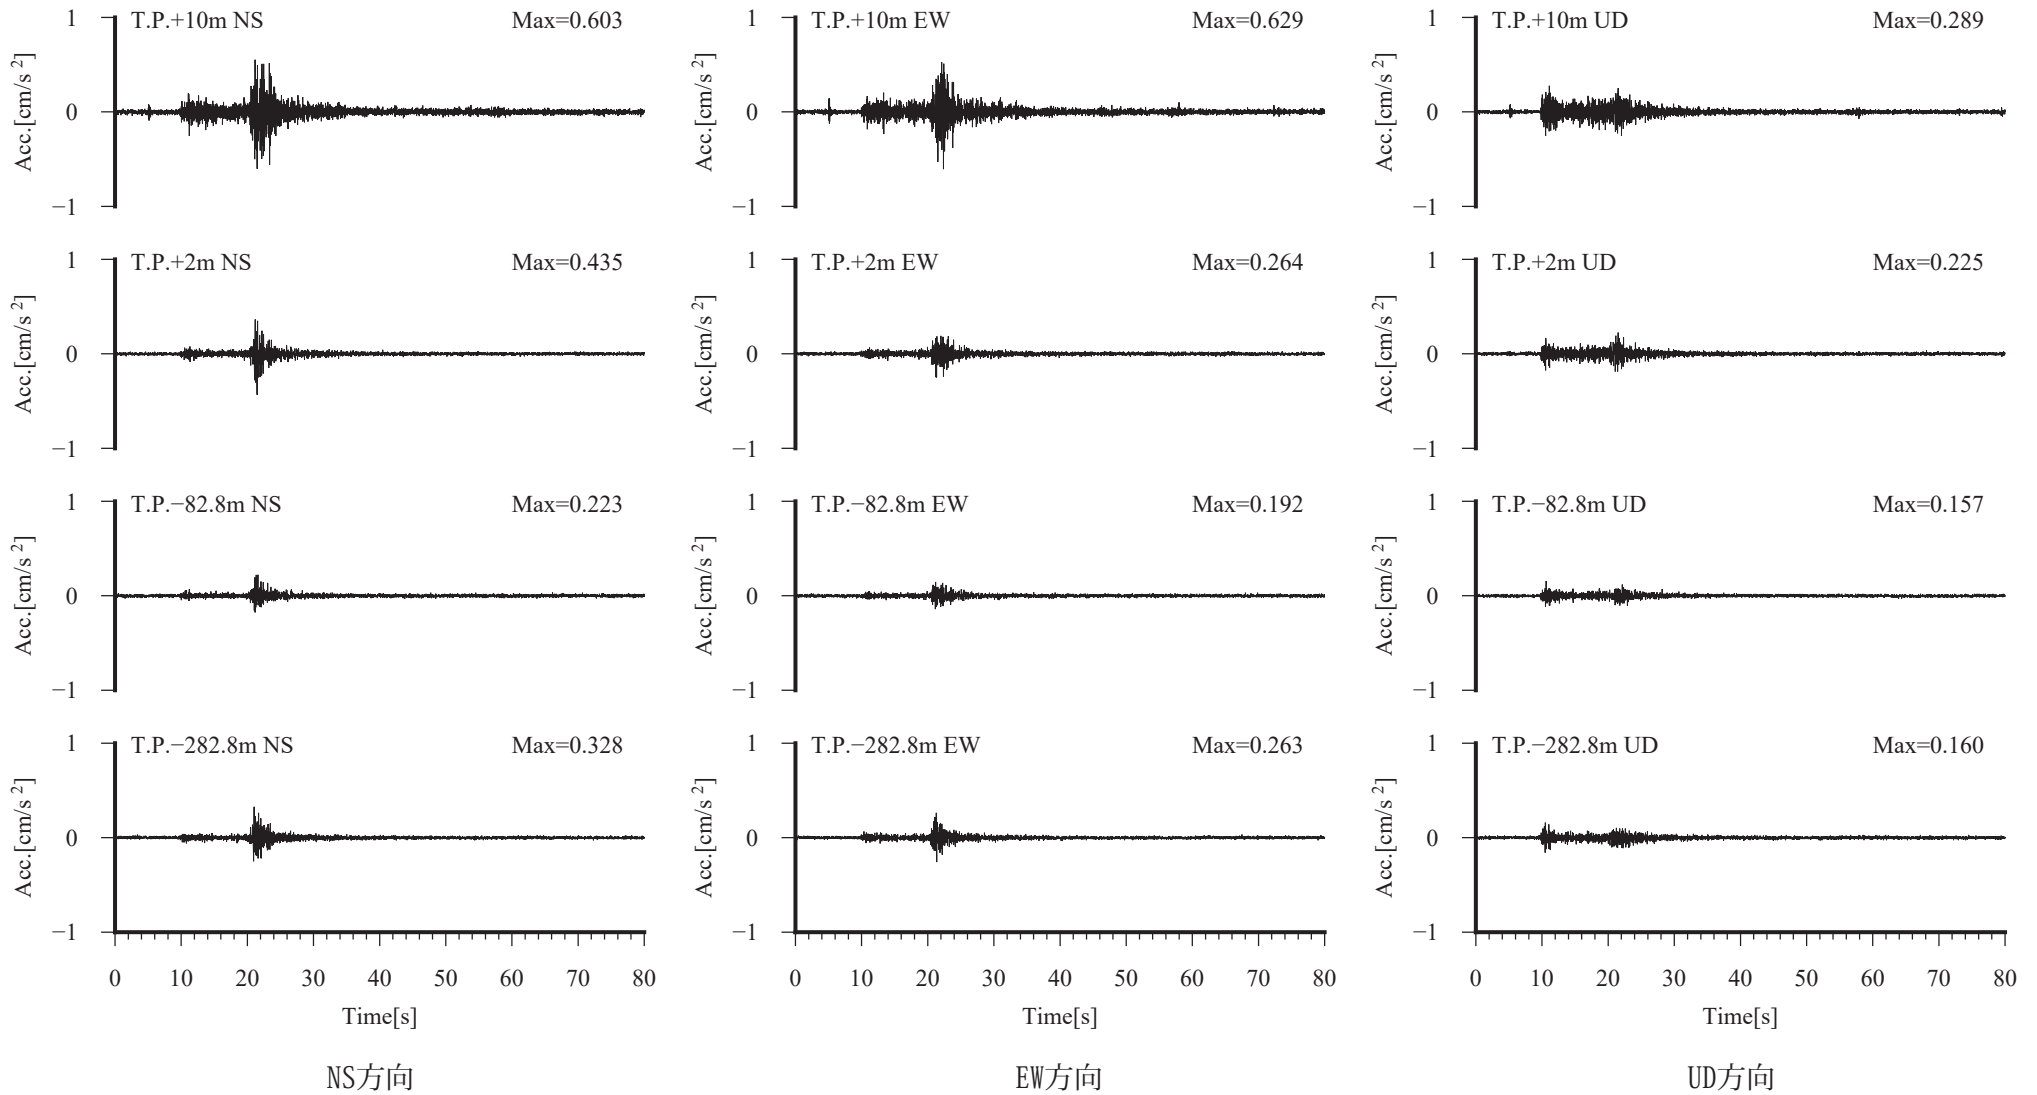 T.P.+10m NS Max=0.603
1
0
−1
Acc.[cm/s²]
T.P.+2m NS Max=0.435
1
0
−1
Acc.[cm/s²]
T.P.−82.8m NS Max=0.223
1
0
−1
Acc.[cm/s²]
T.P.−282.8m NS Max=0.328
1
0
−1
Acc.[cm/s²]
0 10 20 30 40 50 60 70 80
Time[s]
NS方向
T.P.+10m EW Max=0.629
1
0
−1
Acc.[cm/s²]
T.P.+2m EW Max=0.264
1
0
−1
Acc.[cm/s²]
T.P.−82.8m EW Max=0.192
1
0
−1
Acc.[cm/s²]
T.P.−282.8m EW Max=0.263
1
0
−1
Acc.[cm/s²]
0 10 20 30 40 50 60 70 80
Time[s]
EW方向
T.P.+10m UD Max=0.289
1
0
−1
Acc.[cm/s²]
T.P.+2m UD Max=0.225
1
0
−1
Acc.[cm/s²]
T.P.−82.8m UD Max=0.157
1
0
−1
Acc.[cm/s²]
T.P.−282.8m UD Max=0.160
1
0
−1
Acc.[cm/s²]
0 10 20 30 40 50 60 70 80
Time[s]
UD方向